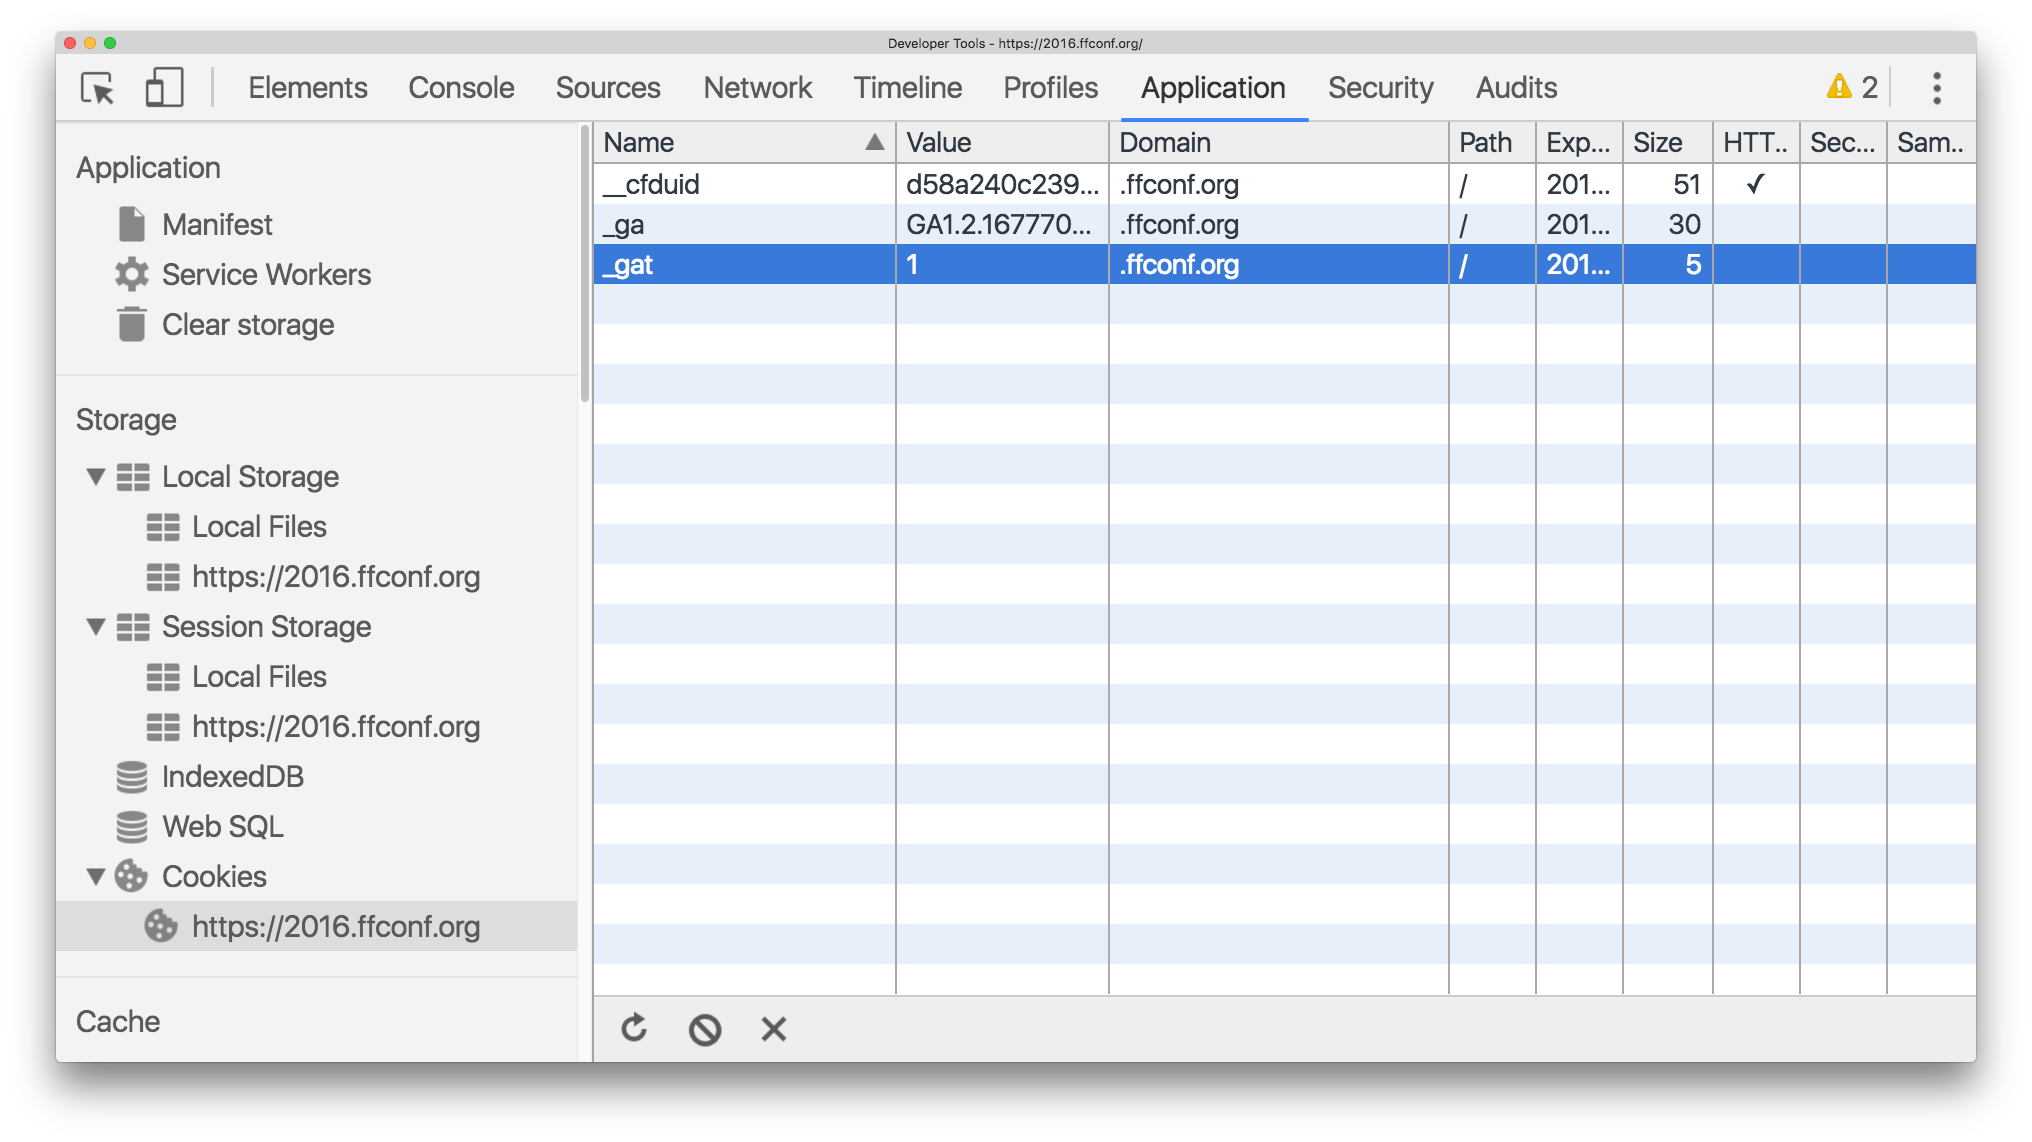 Developer Tools - https://2016.ffconf.org/
Elements Console Sources Network Timeline Profiles Application Security Audits 2
Application
Manifest
Service Workers
Clear storage
Storage
Local Storage
Local Files
https://2016.ffconf.org
Session Storage
Local Files
https://2016.ffconf.org
IndexedDB
Web SQL
Cookies
https://2016.ffconf.org
Cache
Name Value Domain Path Exp... Size HTT.. Sec... Sam..
__cfduid d58a240c239... .ffconf.org / 201... 51 ✓
_ga GA1.2.167770... .ffconf.org / 201... 30
_gat 1 .ffconf.org / 201... 5